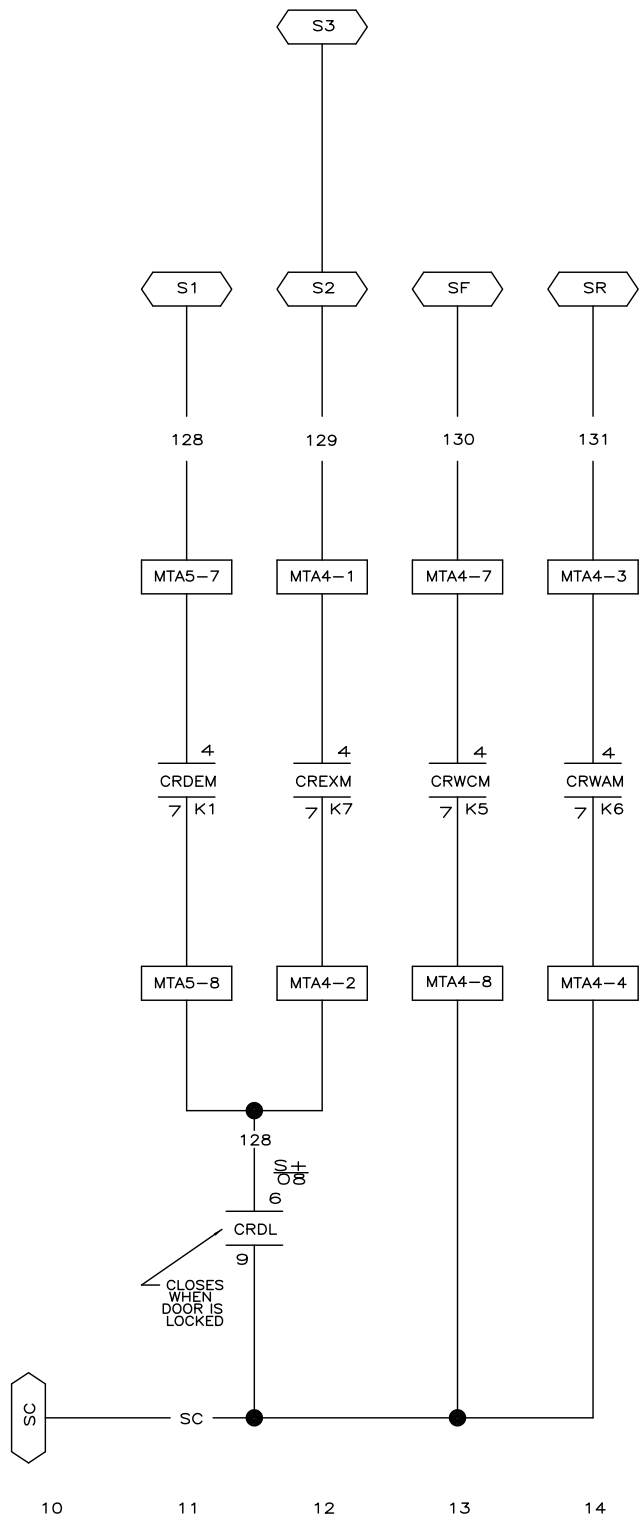 S3
S1
S2
SF
SR
128
129
130
131
MTA5-7
MTA4-1
MTA4-7
MTA4-3
4
4
4
4
CRDEM
CREXM
CRWCM
CRWAM
7 K1
7 K7
7 K5
7 K6
MTA5-8
MTA4-2
MTA4-8
MTA4-4
128
S+
08
6
CRDL
9
CLOSES
WHEN
DOOR IS
LOCKED
SC
SC
10
11
12
13
14